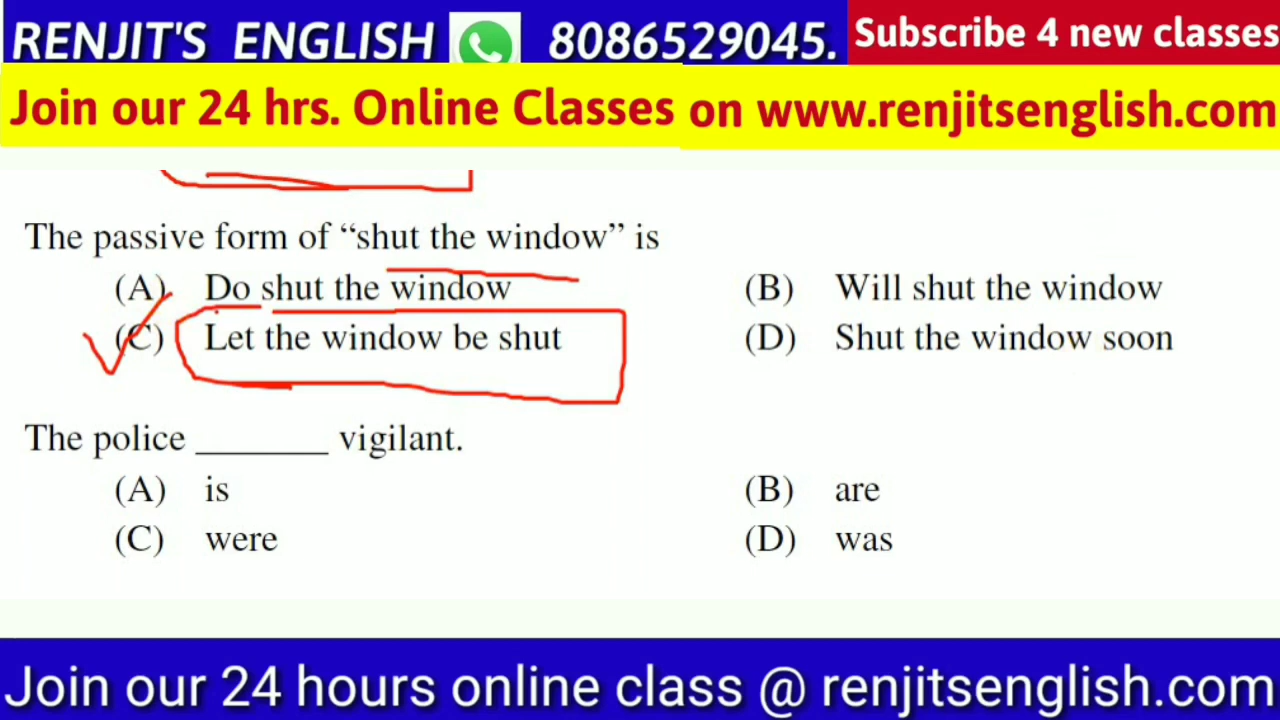 RENJIT'S ENGLISH 8086529045. Subscribe 4 new classes
Join our 24 hrs. Online Classes on www.renjitsenglish.com
The passive form of “shut the window” is
(A) Do shut the window (B) Will shut the window
(C) Let the window be shut (D) Shut the window soon
The police _______ vigilant.
(A) is (B) are
(C) were (D) was
Join our 24 hours online class @ renjitsenglish.com